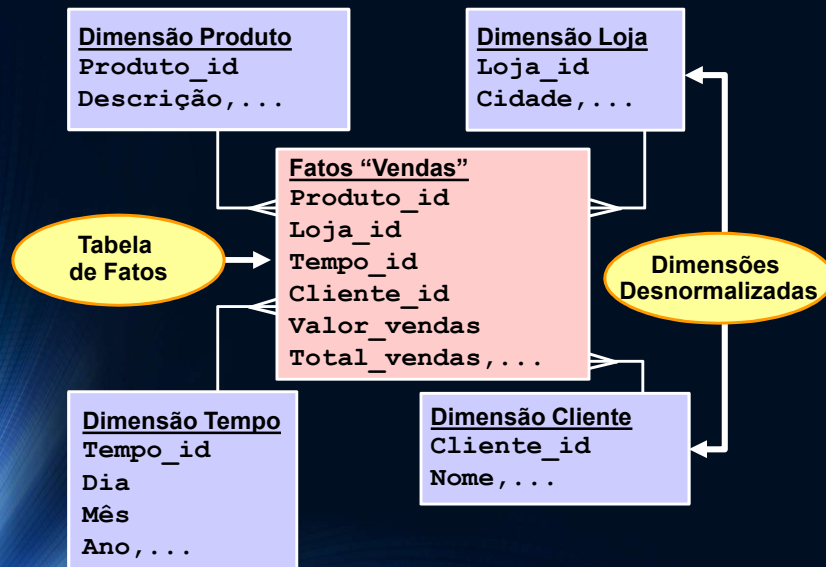 Dimensão Produto
Produto_id
Descrição,...
Dimensão Loja
Loja_id
Cidade,...
Fatos “Vendas”
Produto_id
Loja_id
Tempo_id
Cliente_id
Valor_vendas
Total_vendas,...
Tabela
de Fatos
Dimensões
Desnormalizadas
Dimensão Tempo
Tempo_id
Dia
Mês
Ano,...
Dimensão Cliente
Cliente_id
Nome,...